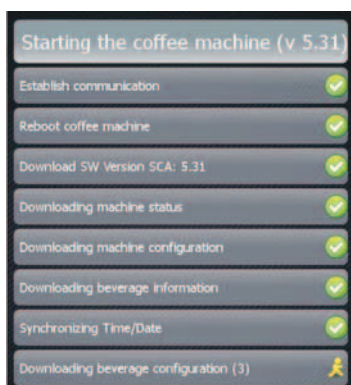 Starting the coffee machine (v 5.31)
Establish communication
Reboot coffee machine
Download SW Version SCA: 5.31
Downloading machine status
Downloading machine configuration
Downloading beverage information
Synchronizing Time/Date
Downloading beverage configuration (3)